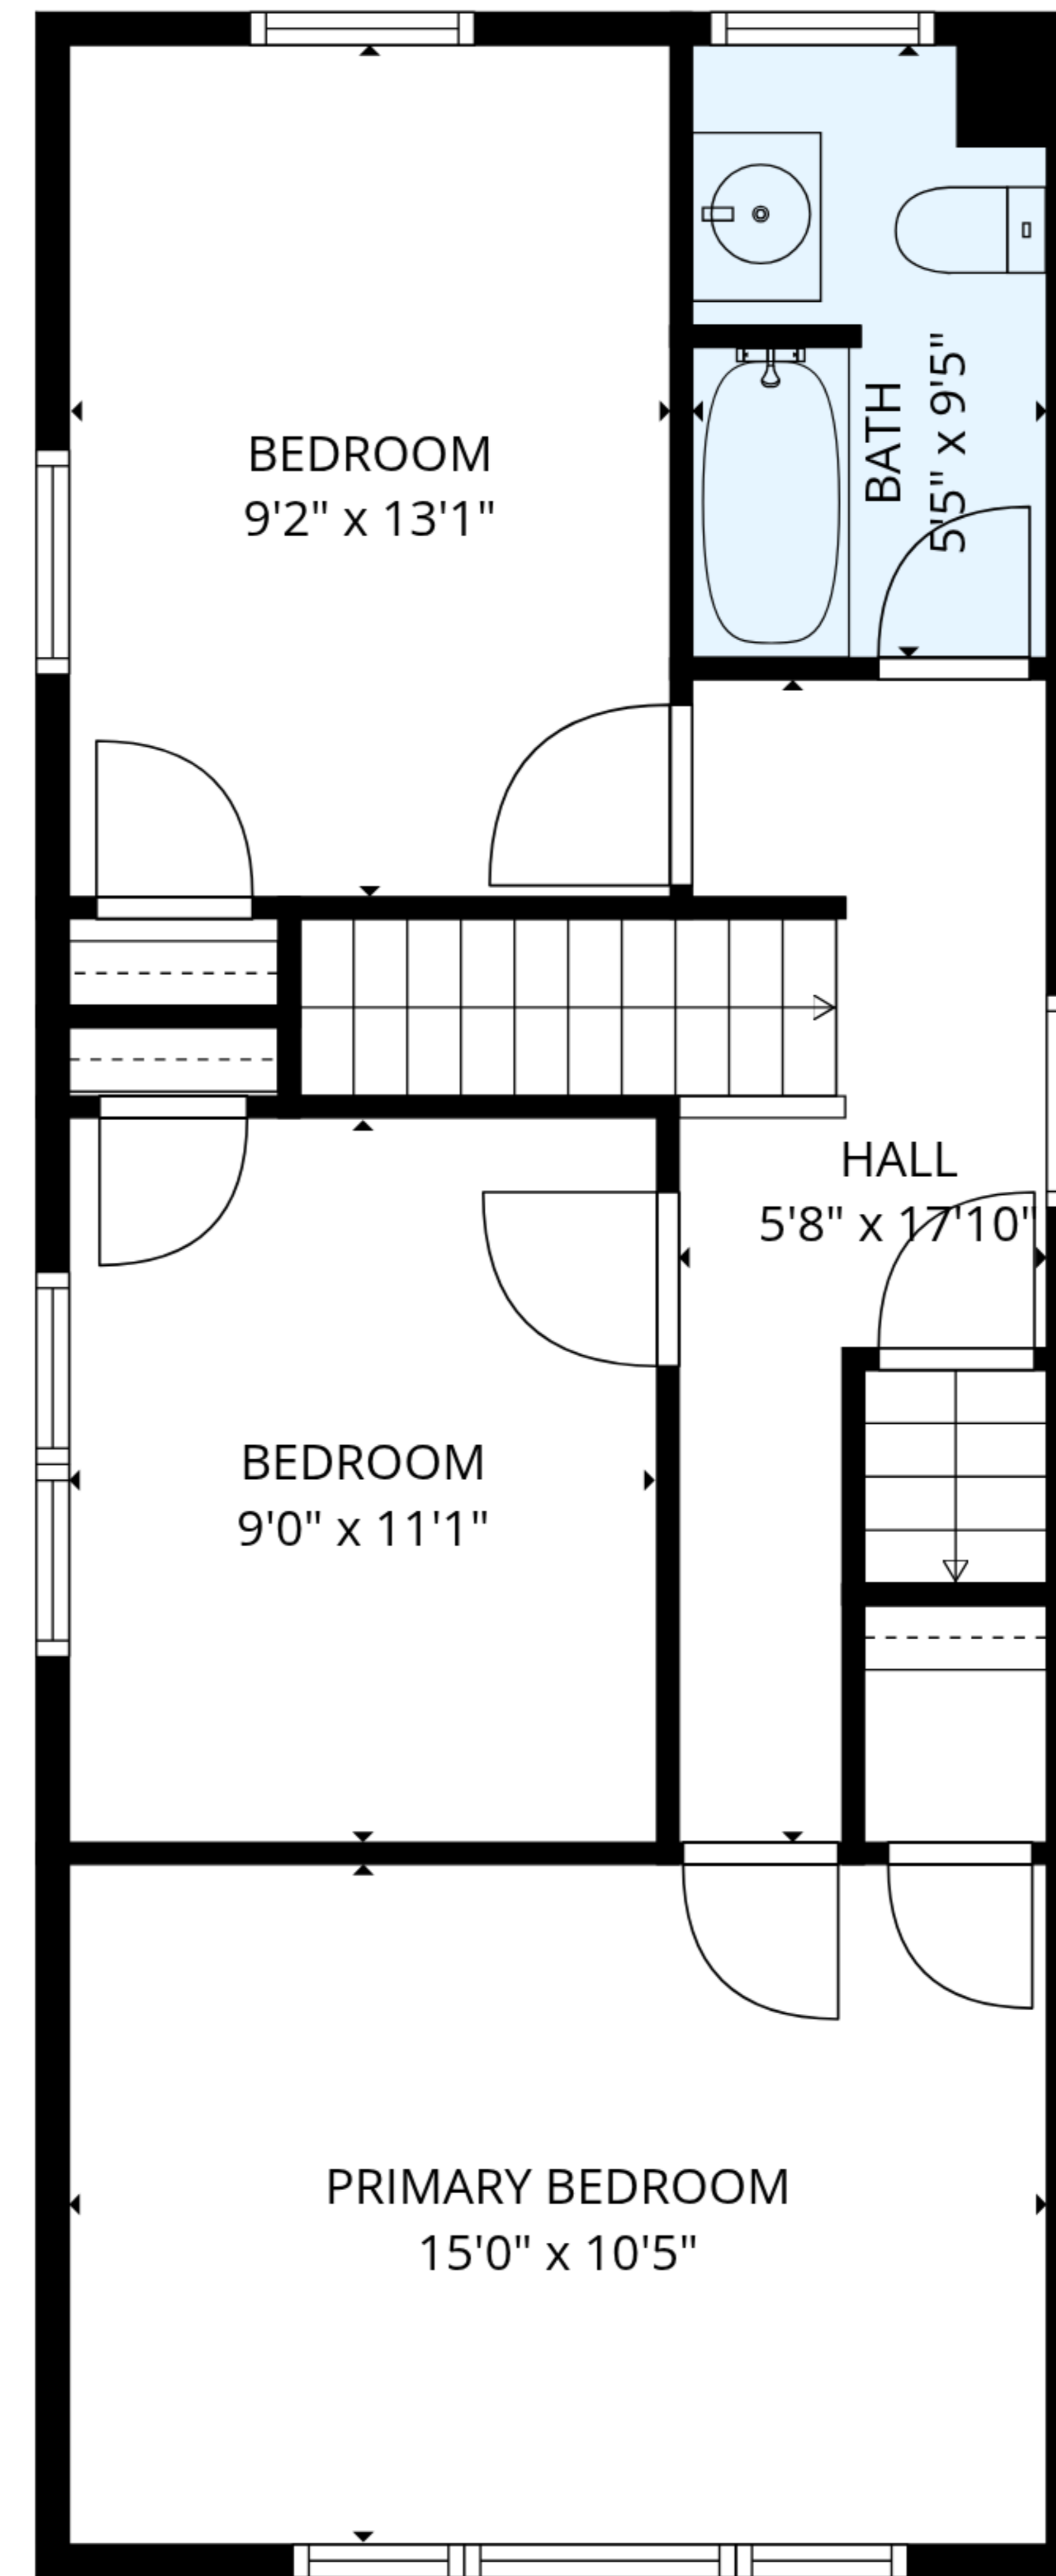 BEDROOM
9'2" x 13'1"
BATH
5'5" x 9'5"
HALL
5'8" x 17'10"
BEDROOM
9'0" x 11'1"
PRIMARY BEDROOM
15'0" x 10'5"